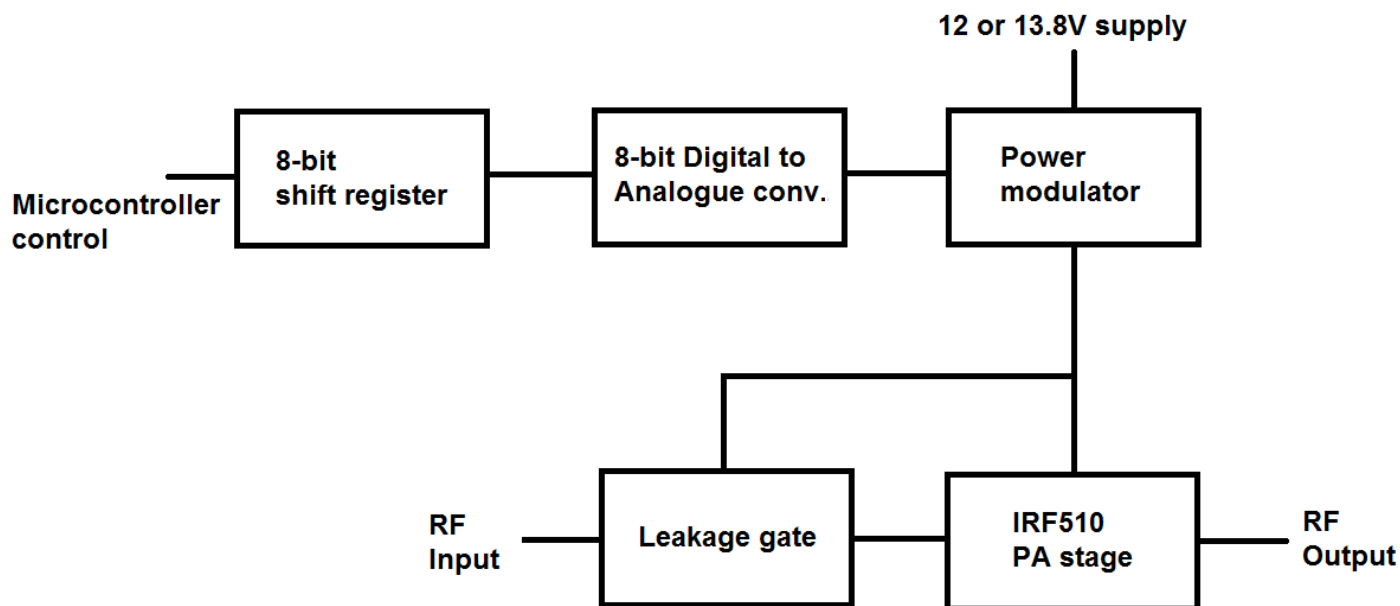 12 or 13.8V supply
8-bit
shift register
8-bit Digital to
Analogue conv.
Power
modulator
Microcontroller
control
RF
Input
Leakage gate
IRF510
PA stage
RF
Output